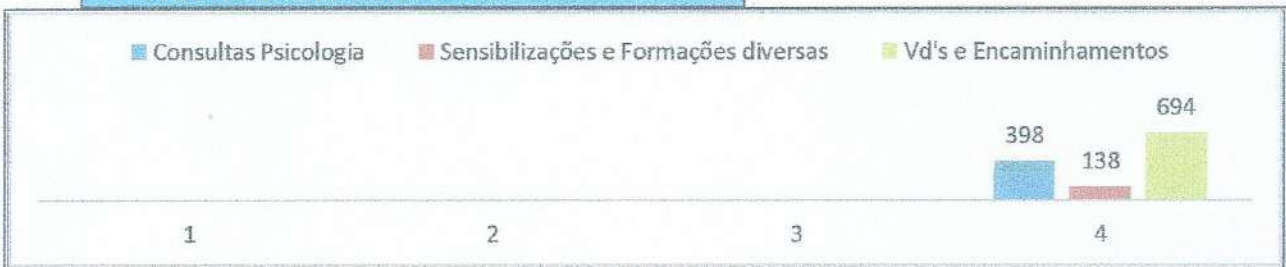 Consultas Psicologia Sensibilizações e Formações diversas Vd's e Encaminhamentos
694
398
138
1 2 3 4